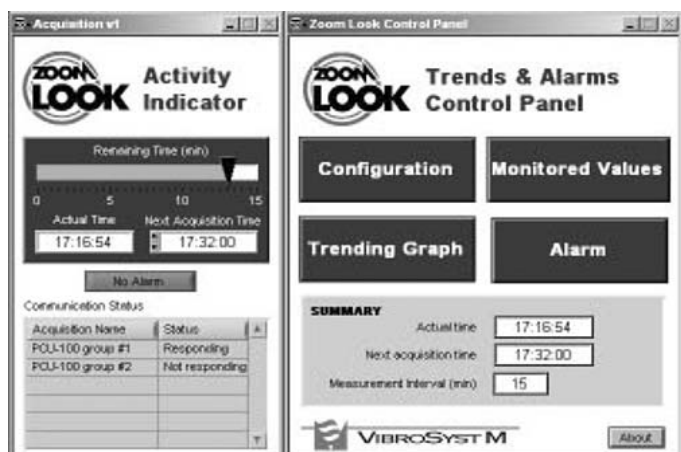 Acquisition v1
ZOOM LOOK
Activity Indicator
Remaining Time (min)
0 5 10 15
Actual Time Next Acquisition Time
17:16:54 17:32:00
No Alarm
Communication Status
Acquisition Name Status
PCU-100 group #1 Responding
PCU-100 group #2 Not responding
Zoom Look Control Panel
ZOOM LOOK
Trends & Alarms
Control Panel
Configuration Monitored Values
Trending Graph Alarm
SUMMARY
Actual time 17:16:54
Next acquisition time 17:32:00
Measurement Interval (min) 15
VIBROSYSTM About